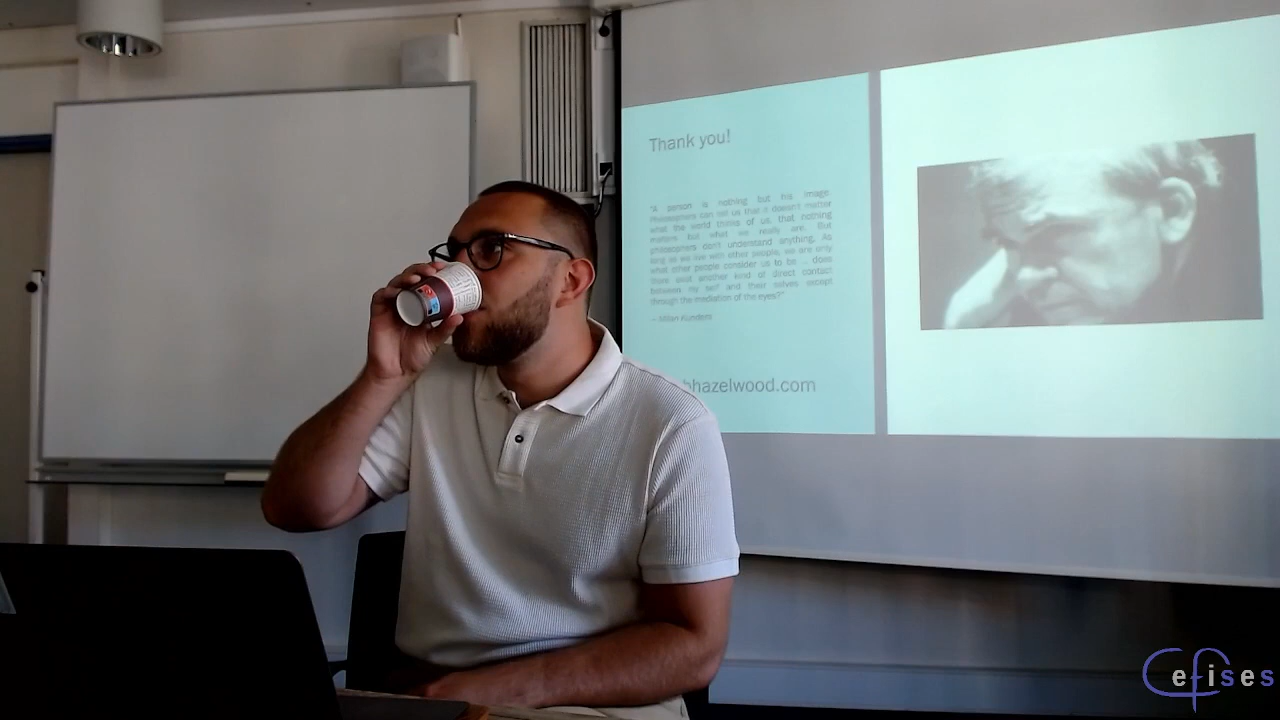 Thank you!
"A person is nothing but his image.
Philosophers can tell us that it doesn't matter
what the world thinks of us, that nothing
matters but what we really are. But
philosophers don't understand anything. As
long as we live with other people, we are only
what other people consider us to be ... does
there exist another kind of direct contact
between my self and their selves except
through the mediation of the eyes?"
— Milan Kundera
bhazelwood.com
Cefises